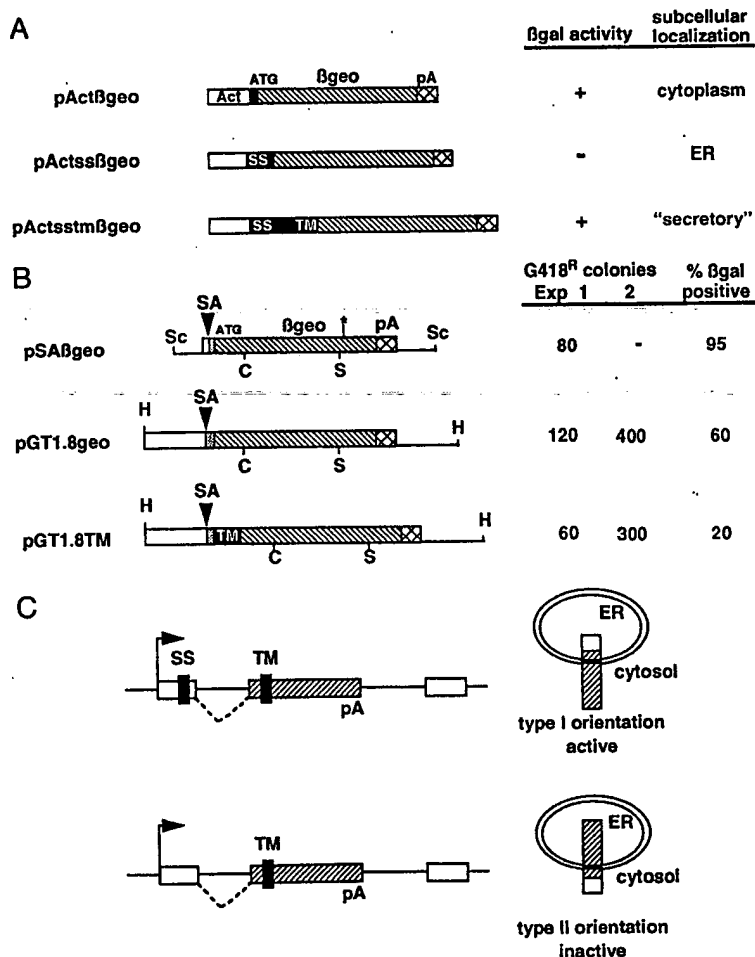 A
ßgal activity
subcellular localization
pActßgeo
Act
ATG
ßgeo
pA
+
cytoplasm
pActssßgeo
SS
-
ER
pActsstmßgeo
SS
TM
+
"secretory"
B
G418R colonies
Exp 1 2
% ßgal positive
pSAßgeo
Sc
SA
ATG
ßgeo
*
pA
Sc
C
S
80 - 95
pGT1.8geo
H
SA
H
C
S
120 400 60
pGT1.8TM
H
SA
TM
H
C
S
60 300 20
C
SS
TM
pA
ER
cytosol
type I orientation
active
TM
pA
ER
cytosol
type II orientation
inactive